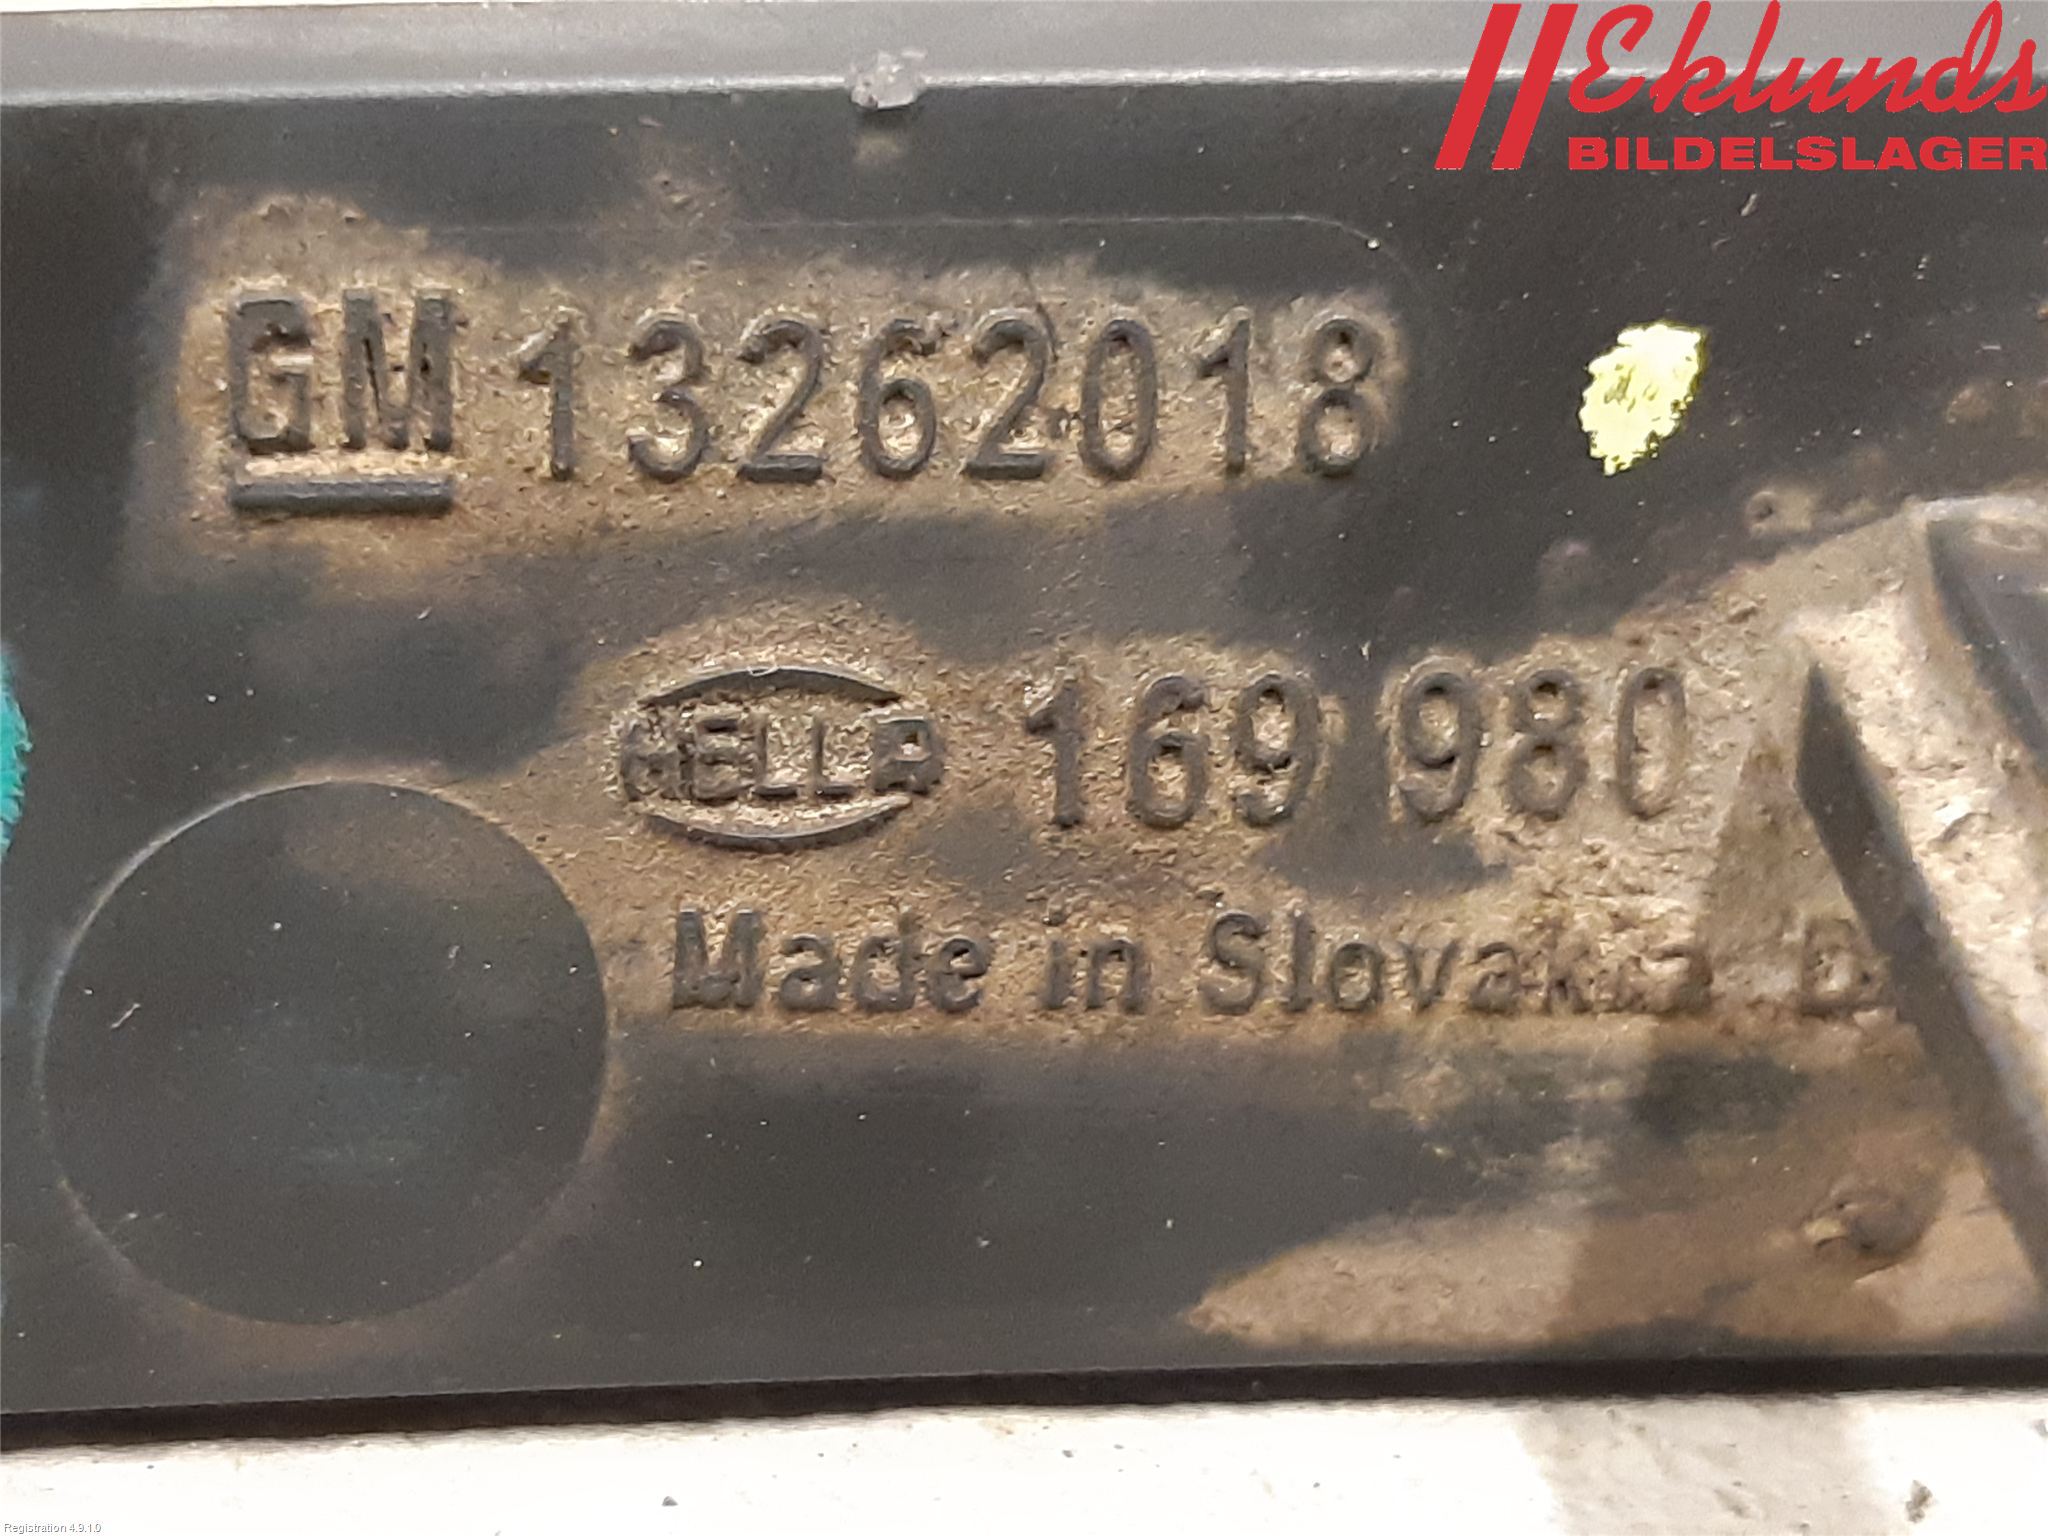 Eklunds
BILDELSLAGER
GM 13262018
HELLA 169 980
Made in Slovakia
Registration 4.9.1.0